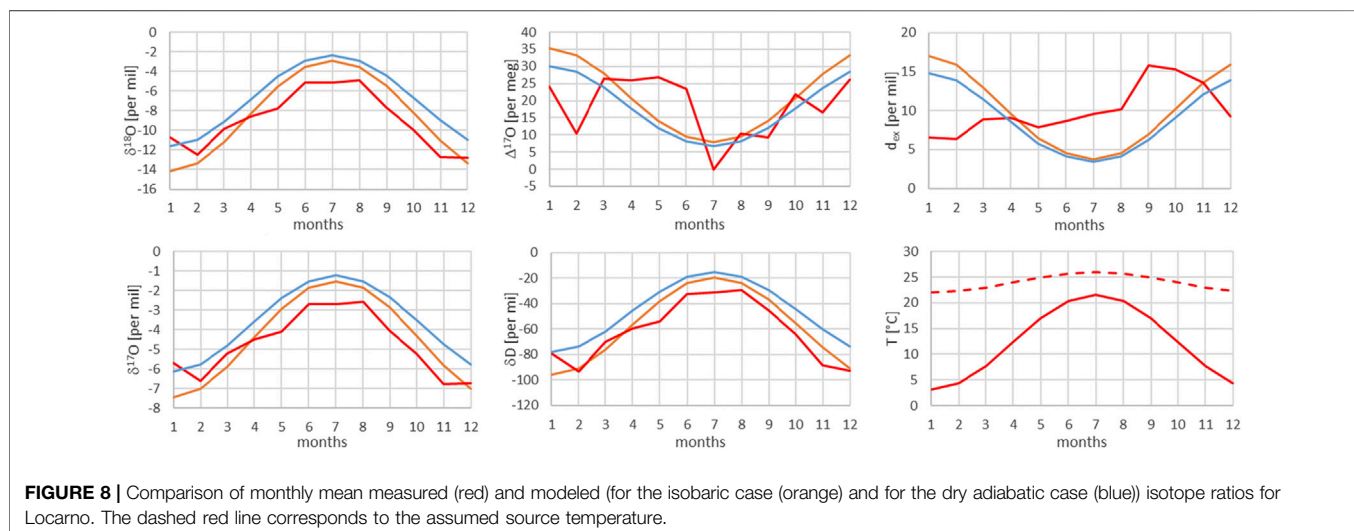 0
-2
-4
-6
-8
-10
-12
-14
-16
δ18O [per mil]
1 2 3 4 5 6 7 8 9 10 11 12
months
40
35
30
25
20
15
10
5
0
-5
Δ17O [per meg]
1 2 3 4 5 6 7 8 9 10 11 12
months
20
15
10
5
0
dex [per mil]
1 2 3 4 5 6 7 8 9 10 11 12
months
0
-1
-2
-3
-4
-5
-6
-7
-8
δ17O [per mil]
1 2 3 4 5 6 7 8 9 10 11 12
months
0
-20
-40
-60
-80
-100
-120
δD [per mi]
1 2 3 4 5 6 7 8 9 10 11 12
months
30
25
20
15
10
5
0
T [°C]
1 2 3 4 5 6 7 8 9 10 11 12
months
FIGURE 8 | Comparison of monthly mean measured (red) and modeled (for the isobaric case (orange) and for the dry adiabatic case (blue)) isotope ratios for
Locarno. The dashed red line corresponds to the assumed source temperature.